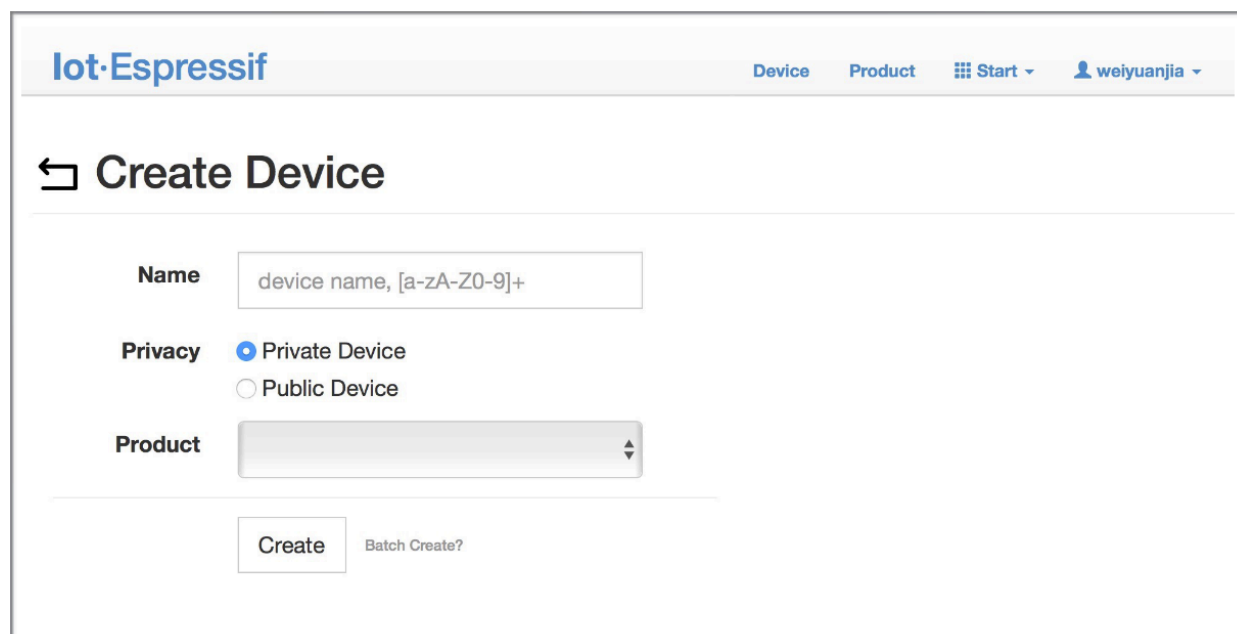 Iot·Espressif
Device Product Start weiyuanjia
Create Device
Name device name, [a-zA-Z0-9]+
Privacy Private Device
Public Device
Product
Create Batch Create?